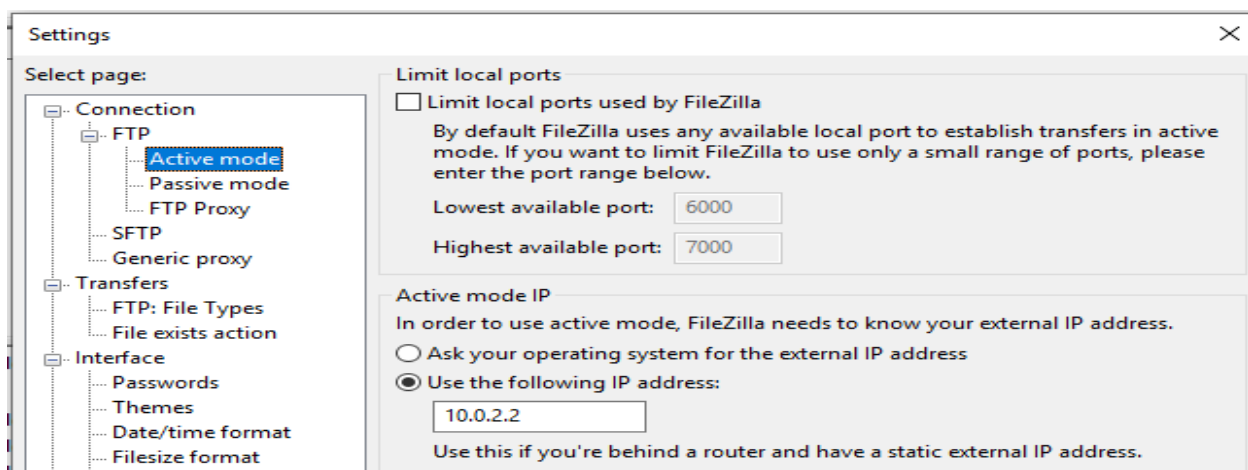 Settings
Select page:
Connection
FTP
Active mode
Passive mode
FTP Proxy
SFTP
Generic proxy
Transfers
FTP: File Types
File exists action
Interface
Passwords
Themes
Date/time format
Filesize format
Limit local ports
Limit local ports used by FileZilla
By default FileZilla uses any available local port to establish transfers in active
mode. If you want to limit FileZilla to use only a small range of ports, please
enter the port range below.
Lowest available port: 6000
Highest available port: 7000
Active mode IP
In order to use active mode, FileZilla needs to know your external IP address.
Ask your operating system for the external IP address
Use the following IP address:
10.0.2.2
Use this if you're behind a router and have a static external IP address.